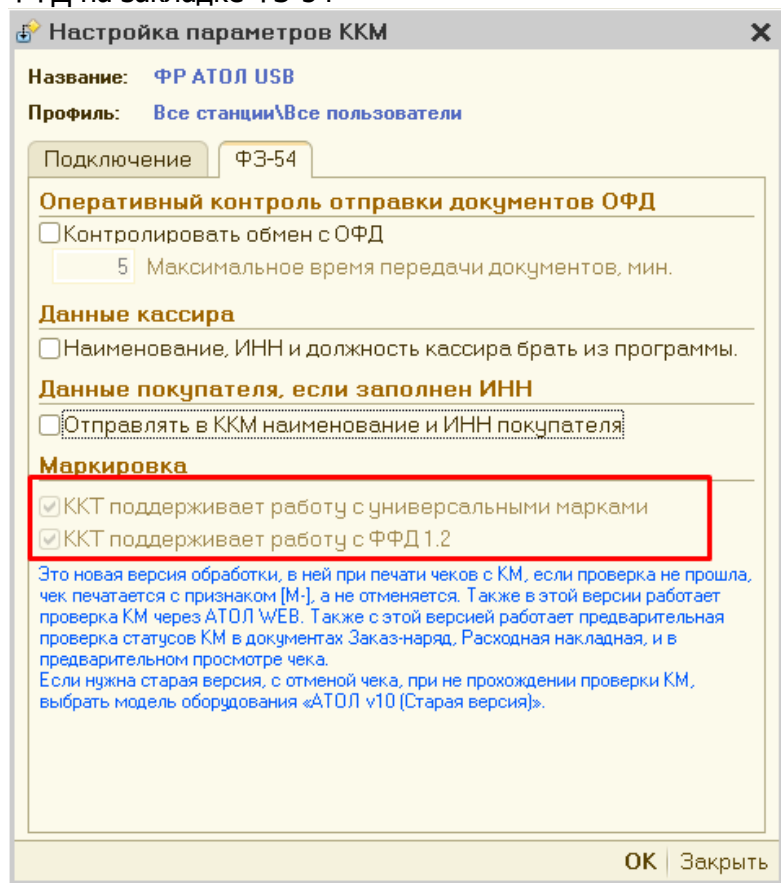 ФФД на закладке ФЗ-54
Настройка параметров ККМ
Название: ФР АТОЛ USB
Профиль: Все станции\Все пользователи
Подключение ФЗ-54
Оперативный контроль отправки документов ОФД
Контролировать обмен с ОФД
5 Максимальное время передачи документов, мин.
Данные кассира
Наименование, ИНН и должность кассира брать из программы.
Данные покупателя, если заполнен ИНН
Отправлять в ККМ наименование и ИНН покупателя
Маркировка
ККТ поддерживает работу с универсальными марками
ККТ поддерживает работу с ФФД 1.2
Это новая версия обработки, в ней при печати чеков с КМ, если проверка не прошла,
чек печатается с признаком [М-], а не отменяется. Также в этой версии работает
проверка КМ через АТОЛ WEB. Также с этой версией работает предварительная
проверка статусов КМ в документах Заказ-наряд, Расходная накладная, и в
предварительном просмотре чека.
Если нужна старая версия, с отменой чека, при не прохождении проверки КМ,
выбрать модель оборудования «АТОЛ v10 (Старая версия)».
ОК Закрыть